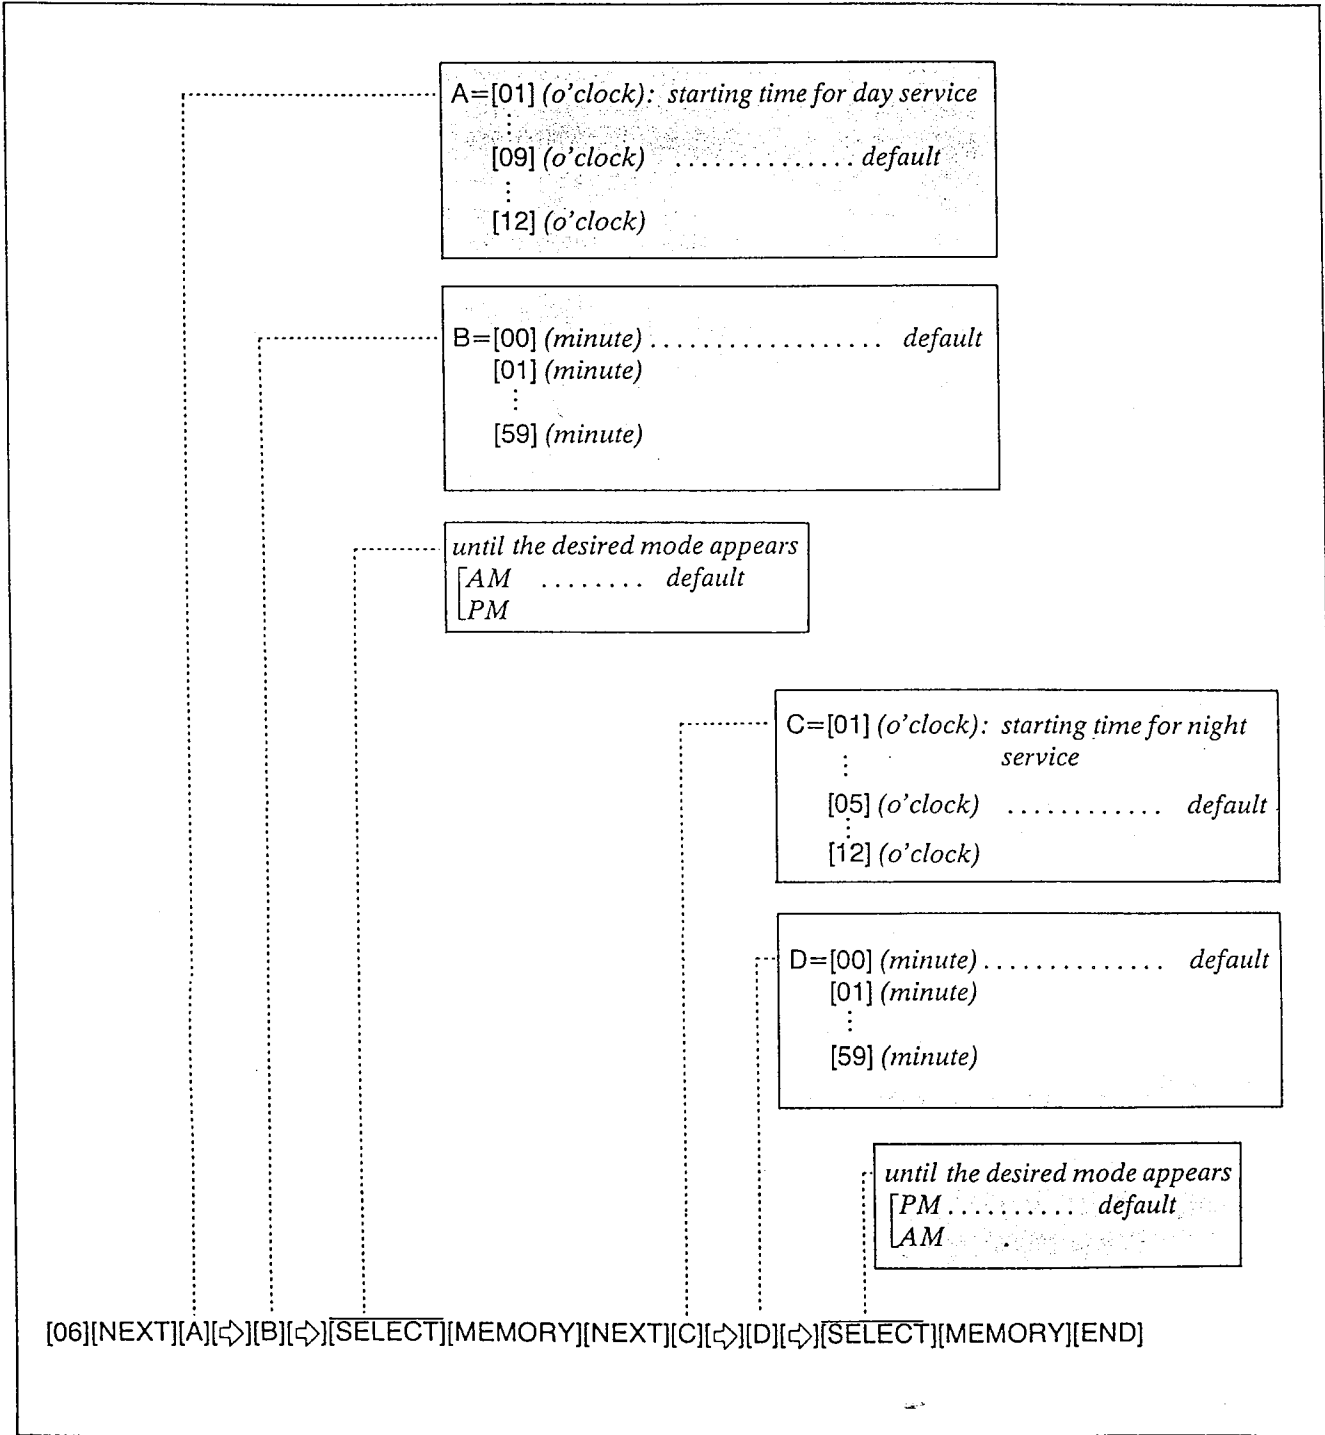 A=[01] (o'clock): starting time for day service
⋮
[09] (o'clock) .............. default
⋮
[12] (o'clock)
B=[00] (minute) .................. default
[01] (minute)
⋮
[59] (minute)
until the desired mode appears
AM ........ default
PM
C=[01] (o'clock): starting time for night
service
⋮
[05] (o'clock) ............ default
⋮
[12] (o'clock)
D=[00] (minute) .............. default
[01] (minute)
⋮
[59] (minute)
until the desired mode appears
PM .......... default
AM
[06][NEXT][A][⇨][B][⇨][SELECT][MEMORY][NEXT][C][⇨][D][⇨][SELECT][MEMORY][END]